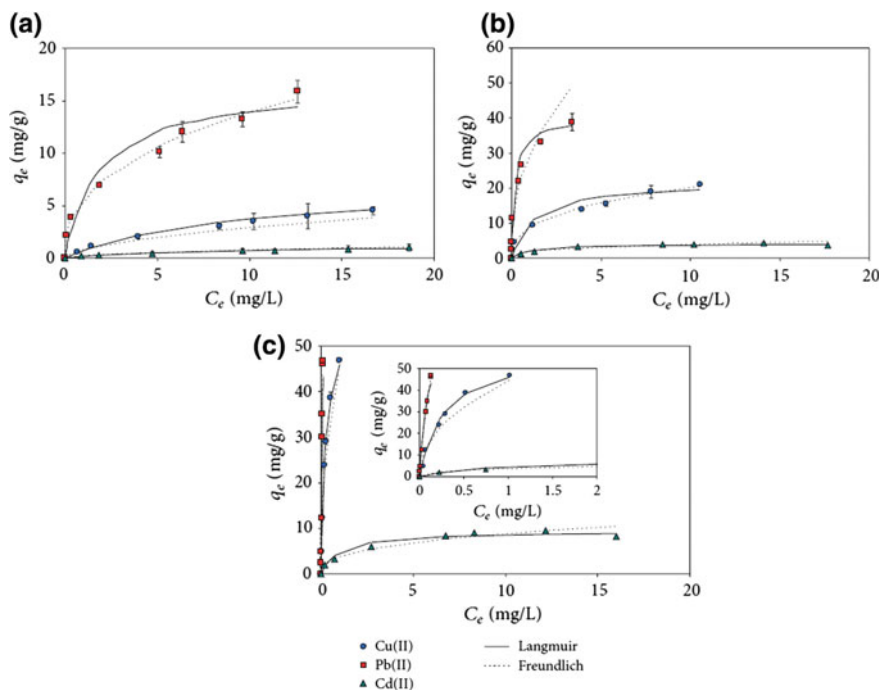 (a)
20
15
10
5
0
qe (mg/g)
0 5 10 15 20
Ce (mg/L)
(b)
60
50
40
30
20
10
0
qe (mg/g)
0 5 10 15 20
Ce (mg/L)
(c)
50
40
30
20
10
0
qe (mg/g)
0 5 10 15 20
Ce (mg/L)
50
40
30
20
10
0
qe (mg/g)
0 0.5 1 1.5 2
Ce (mg/L)
Cu(II) Langmuir
Pb(II) Freundlich
Cd(II)